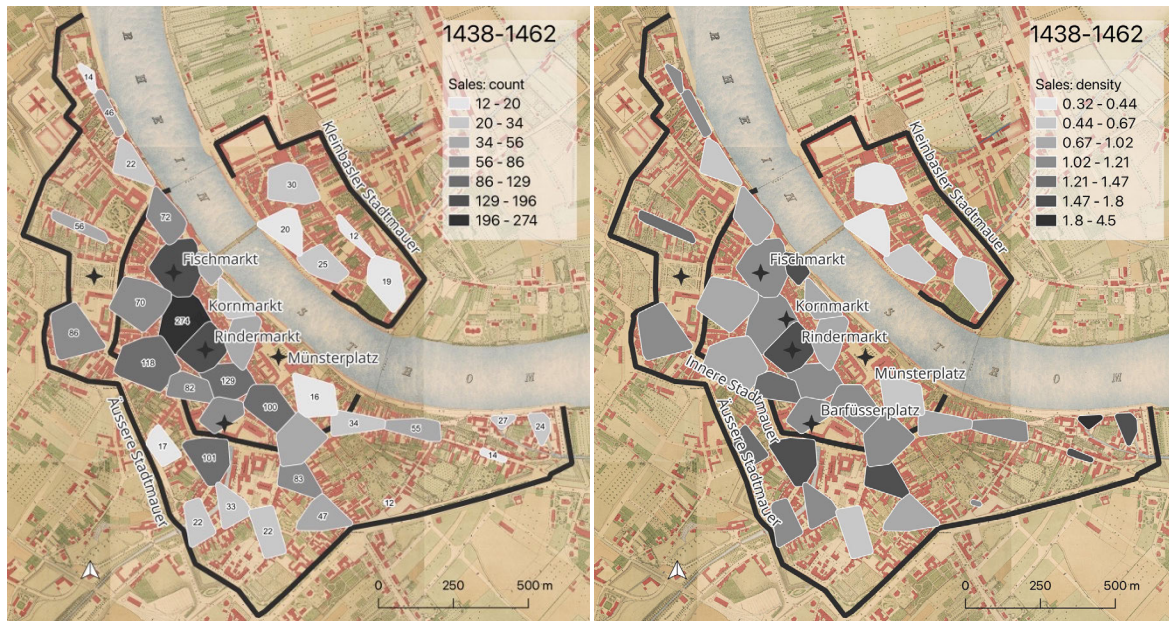 1438-1462
Sales: count
12 - 20
20 - 34
34 - 56
56 - 86
86 - 129
129 - 196
196 - 274
Kleinbasler Stadtmauer
14
46
22
72
56
30
20
12
25
19
Fischmarkt
70
Kornmarkt
274
86
Rindermarkt
118
Münsterplatz
82
129
100
16
34
55
27
24
14
17
101
83
Äussere Stadtmauer
33
22
22
47
12
0 250 500 m
1438-1462
Sales: density
0.32 - 0.44
0.44 - 0.67
0.67 - 1.02
1.02 - 1.21
1.21 - 1.47
1.47 - 1.8
1.8 - 4.5
Kleinbasler Stadtmauer
Fischmarkt
Kornmarkt
Rindermarkt
Münsterplatz
Innere Stadtmauer
Barfüsserplatz
Äussere Stadtmauer
0 250 500 m